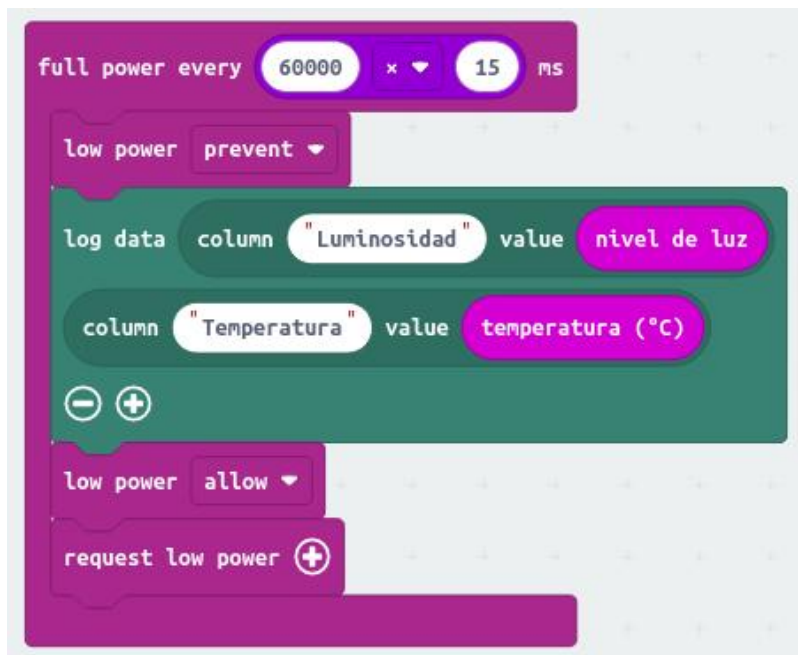 full power every 60000 × 15 ms
low power prevent
log data column "Luminosidad" value nivel de luz
column "Temperatura" value temperatura (°C)
low power allow
request low power